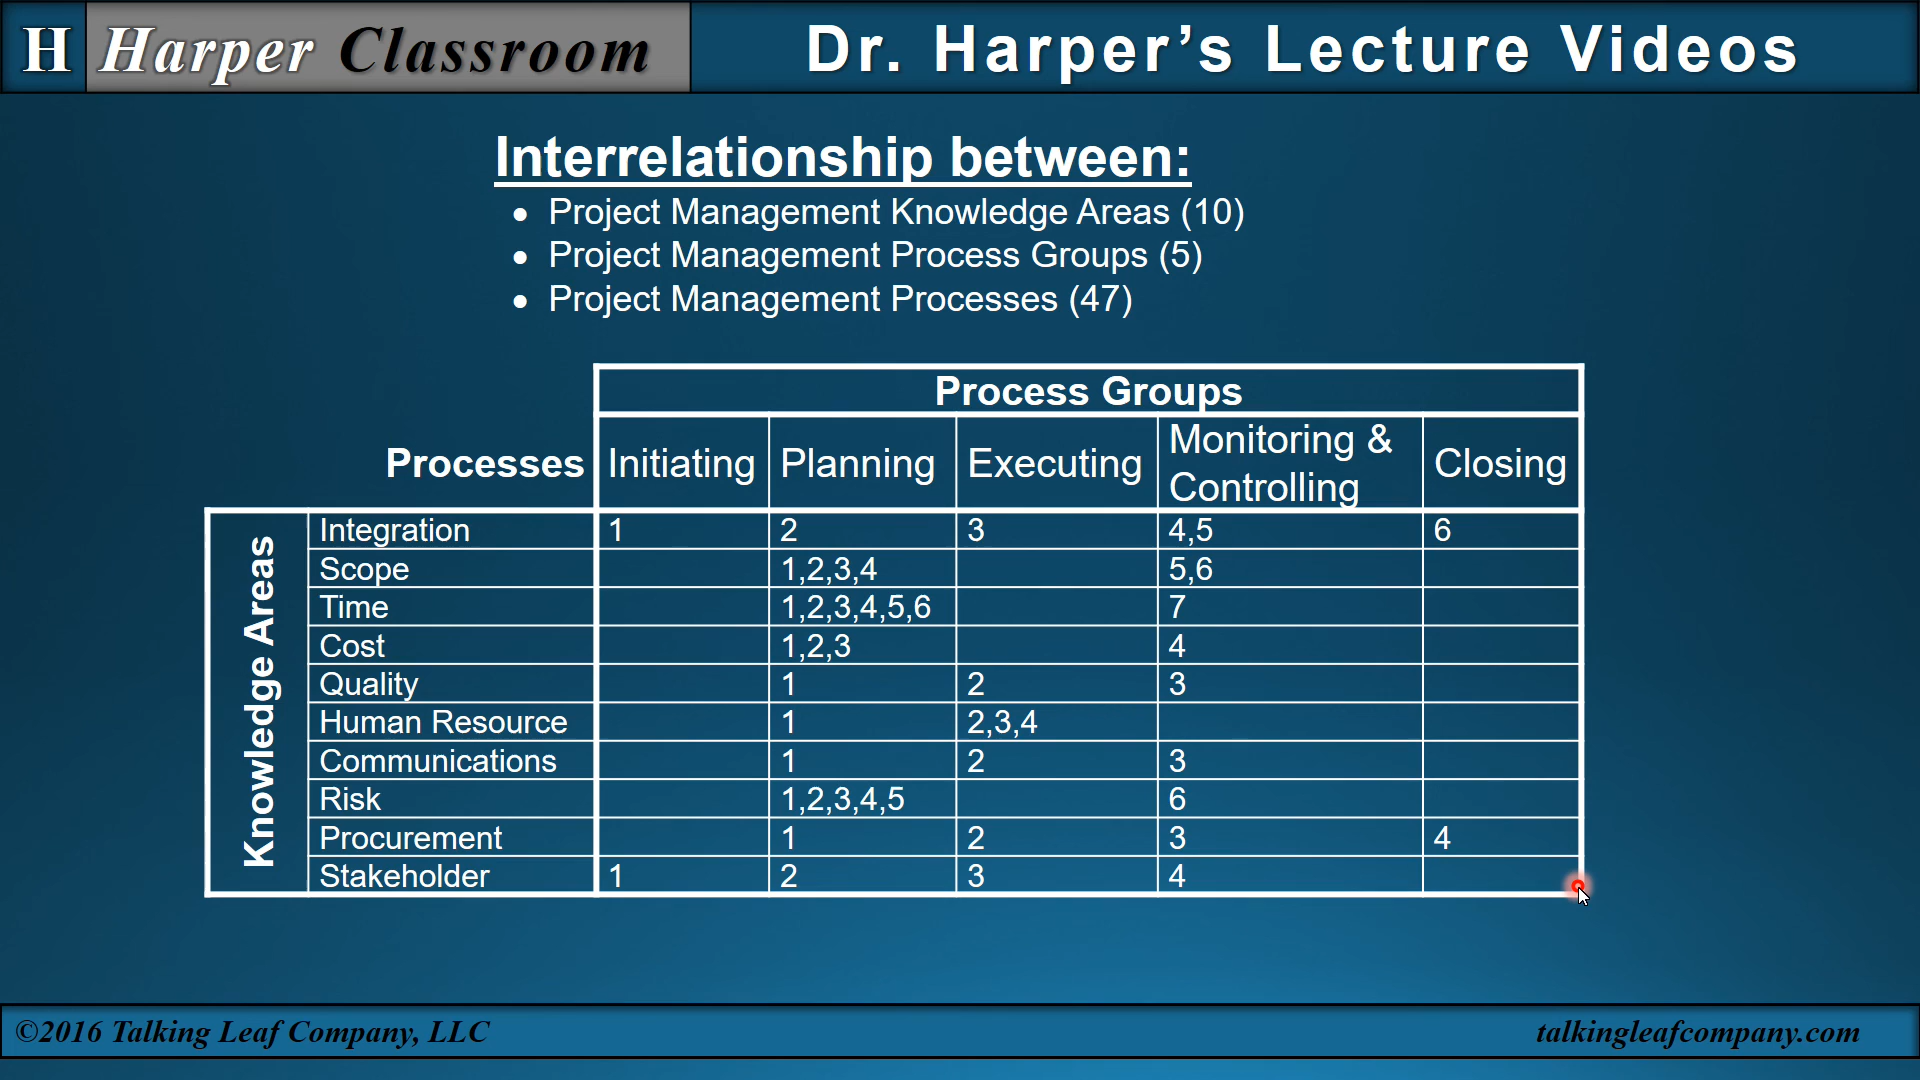 H Harper Classroom Dr. Harper’s Lecture Videos
Interrelationship between:
• Project Management Knowledge Areas (10)
• Project Management Process Groups (5)
• Project Management Processes (47)
Process Groups
Processes Initiating Planning Executing Monitoring & Controlling Closing
Knowledge Areas
Integration 1 2 3 4,5 6
Scope 1,2,3,4 5,6
Time 1,2,3,4,5,6 7
Cost 1,2,3 4
Quality 1 2 3
Human Resource 1 2,3,4
Communications 1 2 3
Risk 1,2,3,4,5 6
Procurement 1 2 3 4
Stakeholder 1 2 3 4
©2016 Talking Leaf Company, LLC talkingleafcompany.com